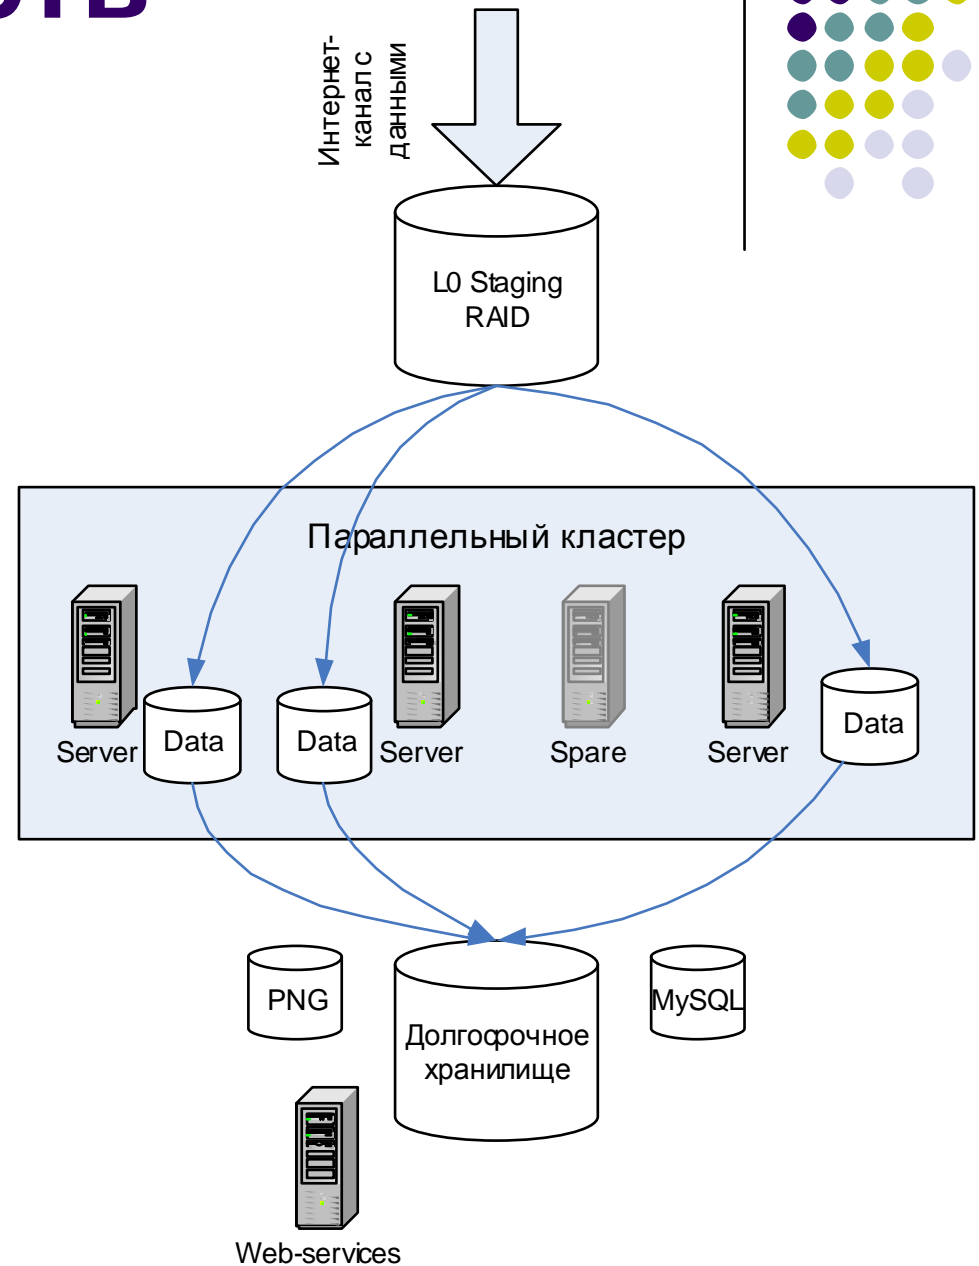 Интернет-
канал с
данными
L0 Staging
RAID
Параллельный кластер
Server
Data
Data
Server
Spare
Server
Data
PNG
Долгосрочное
хранилище
MySQL
Web-services